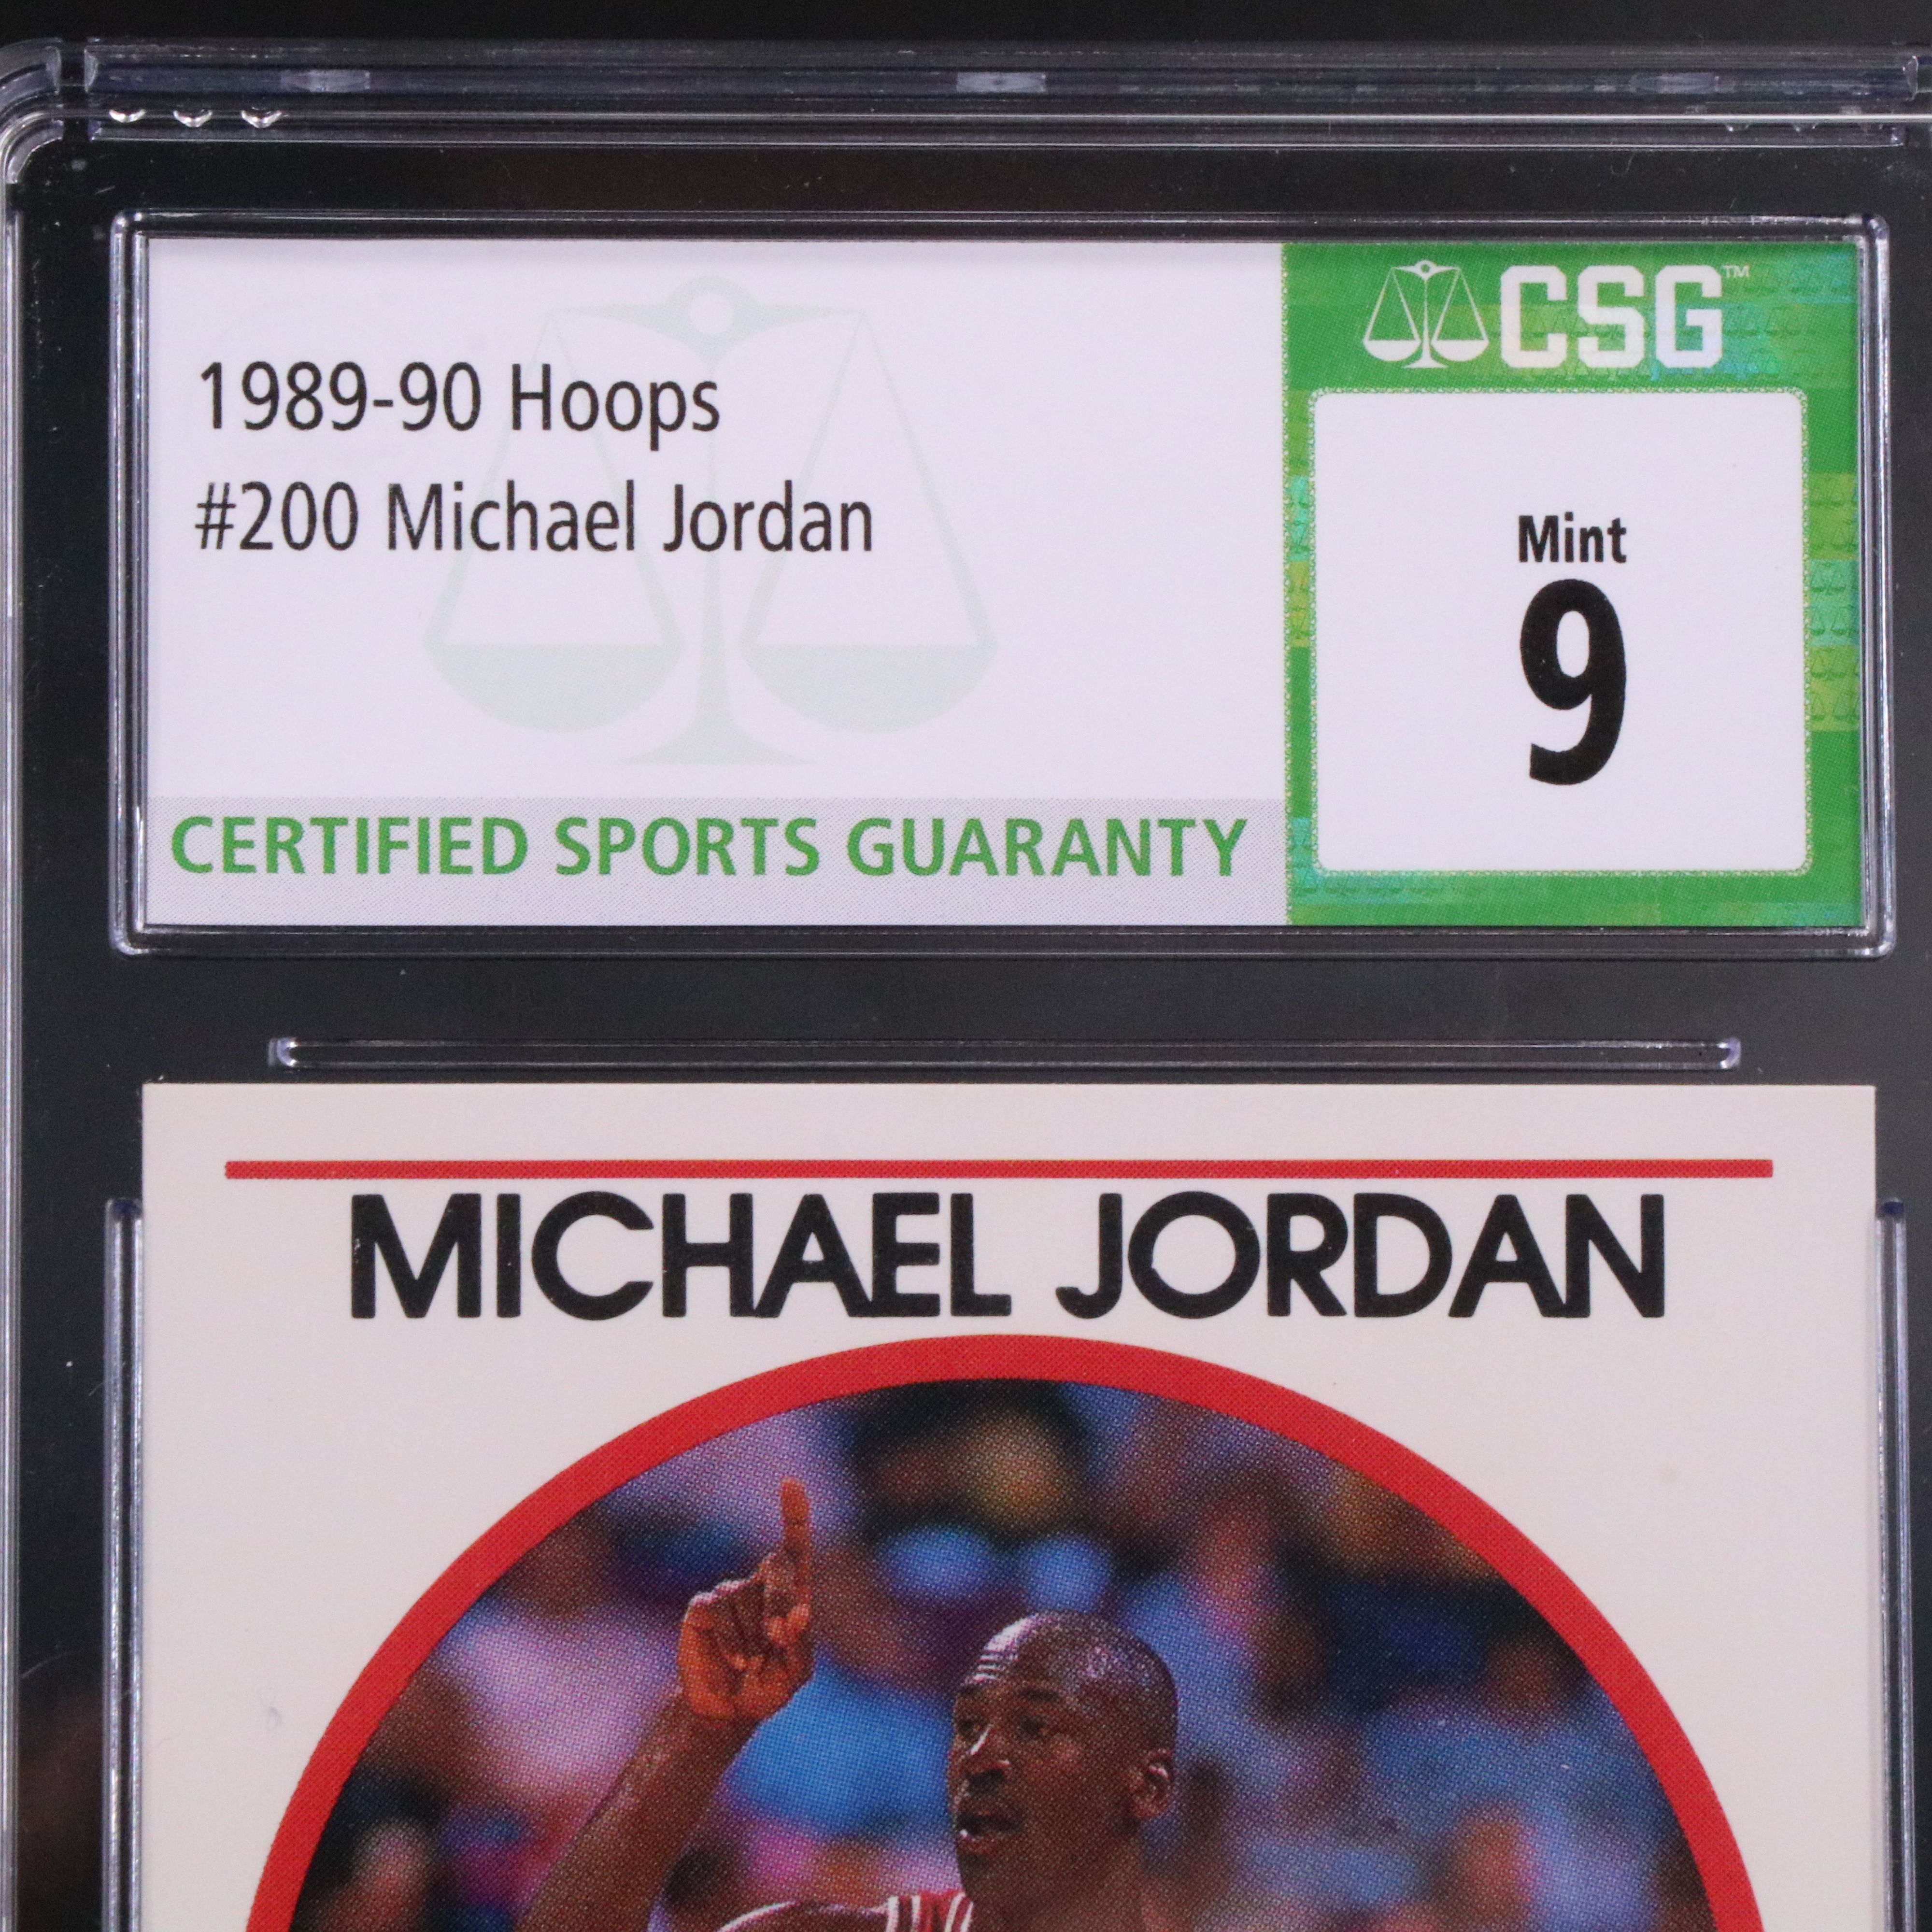 1989-90 Hoops
#200 Michael Jordan
CERTIFIED SPORTS GUARANTY
CSG™
Mint
9
MICHAEL JORDAN